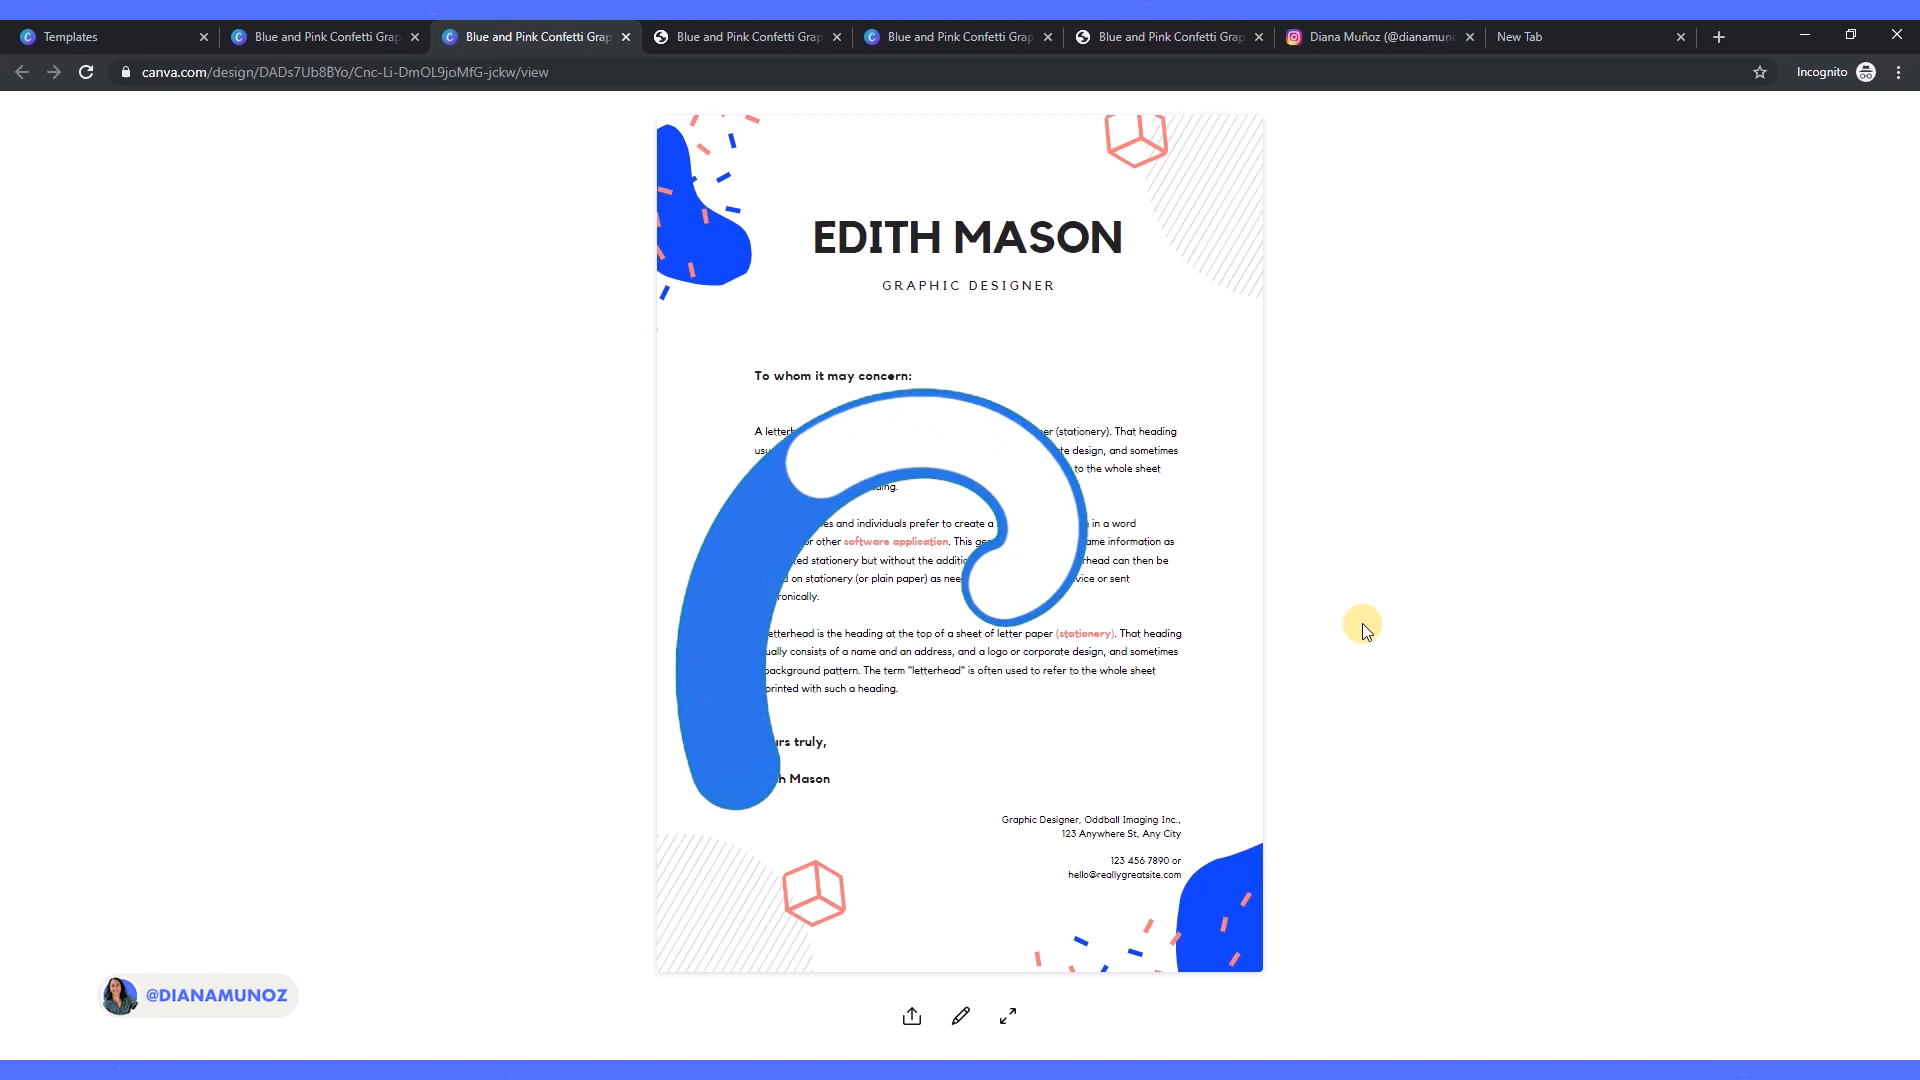 Templates
Blue and Pink Confetti Grap
Blue and Pink Confetti Grap
Blue and Pink Confetti Grap
Blue and Pink Confetti Grap
Blue and Pink Confetti Grap
Diana Muñoz (@dianamun
New Tab
canva.com/design/DADs7Ub8BYo/Cnc-Li-DmOL9joMfG-jckw/view
Incognito
EDITH MASON
GRAPHIC DESIGNER
To whom it may concern:
A letterh er (stationery). That heading
usu te design, and sometimes
to the whole sheet
ding.
es and individuals prefer to create a in a word
or other software application. This ge ame information as
ed stationery but without the additio rhead can then be
on stationery (or plain paper) as nee vice or sent
ronically.
etterhead is the heading at the top of a sheet of letter paper (stationery). That heading
ually consists of a name and an address, and a logo or corporate design, and sometimes
background pattern. The term "letterhead" is often used to refer to the whole sheet
printed with such a heading.
urs truly,
h Mason
Graphic Designer, Oddball Imaging Inc.,
123 Anywhere St, Any City
123 456 7890 or
hello@reallygreatsite.com
@DIANAMUNOZ